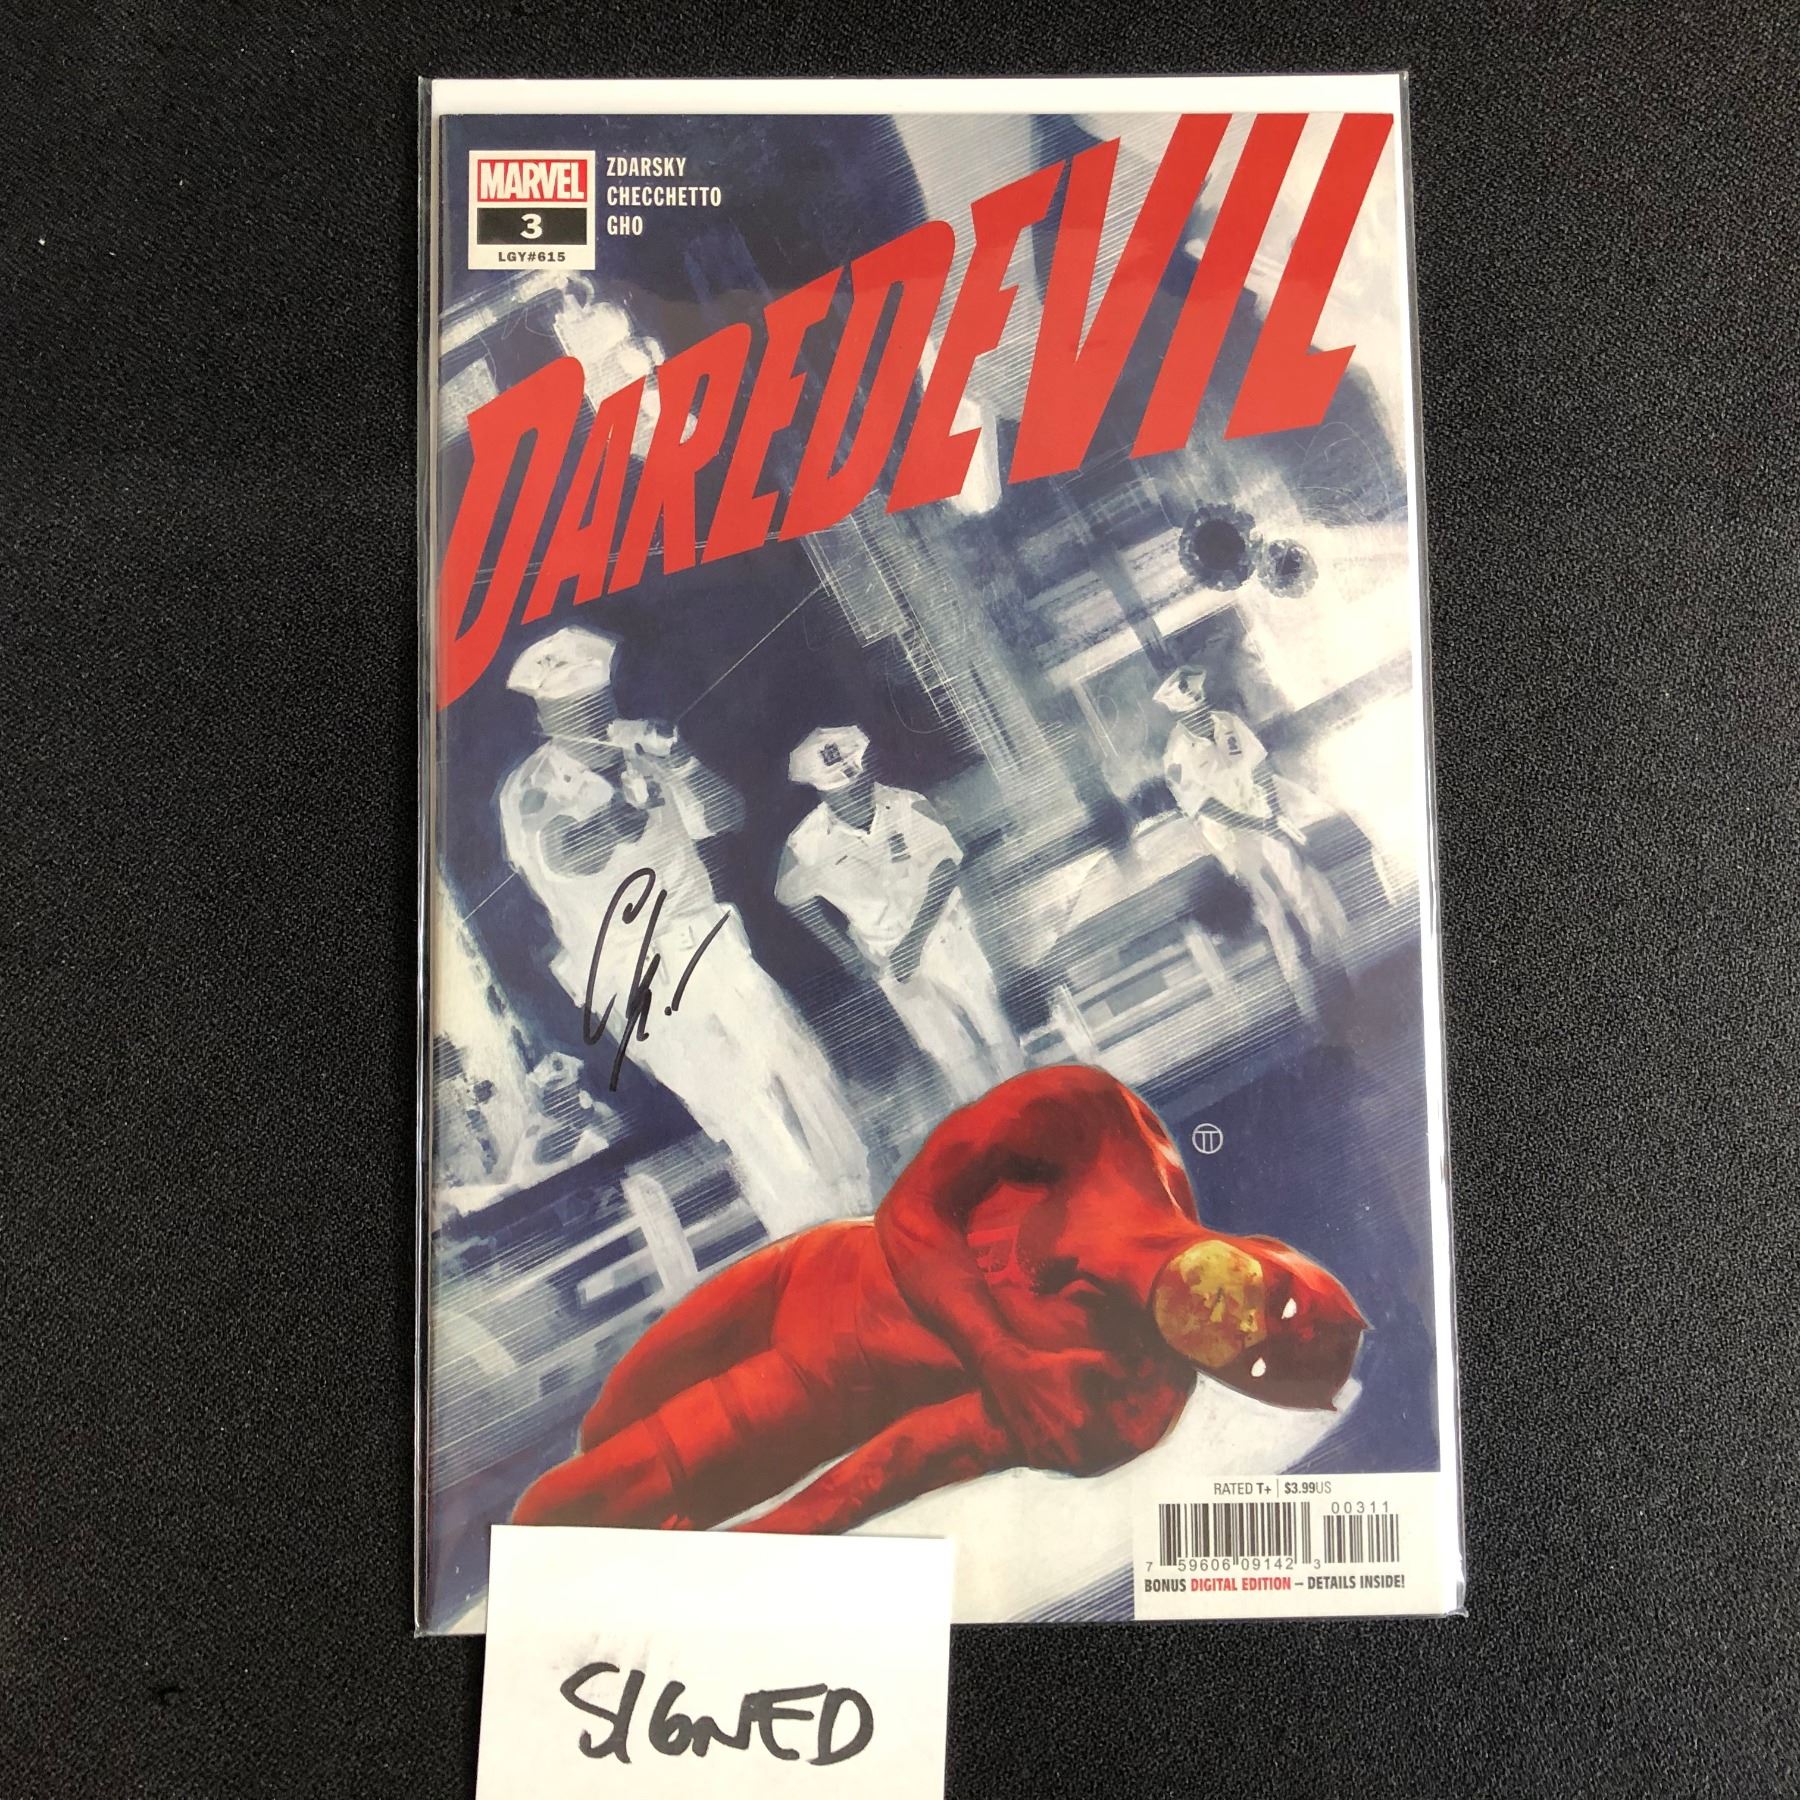 MARVEL
3
LGY#615
ZDARSKY
CHECCHETTO
GHO
DAREDEVIL
RATED T+ $3.99US
00311
7 59606 09142 3
BONUS DIGITAL EDITION – DETAILS INSIDE!
SIGNED